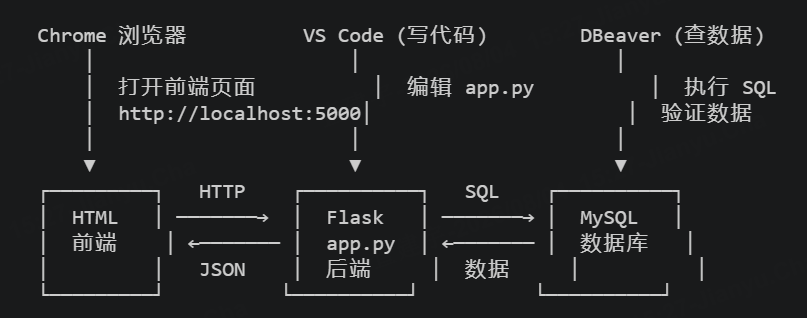 Chrome 浏览器 VS Code (写代码) DBeaver (查数据)
打开前端页面 编辑 app.py 执行 SQL
http://localhost:5000 验证数据
HTTP SQL
HTML Flask MySQL
前端 app.py 数据库
JSON 后端 数据